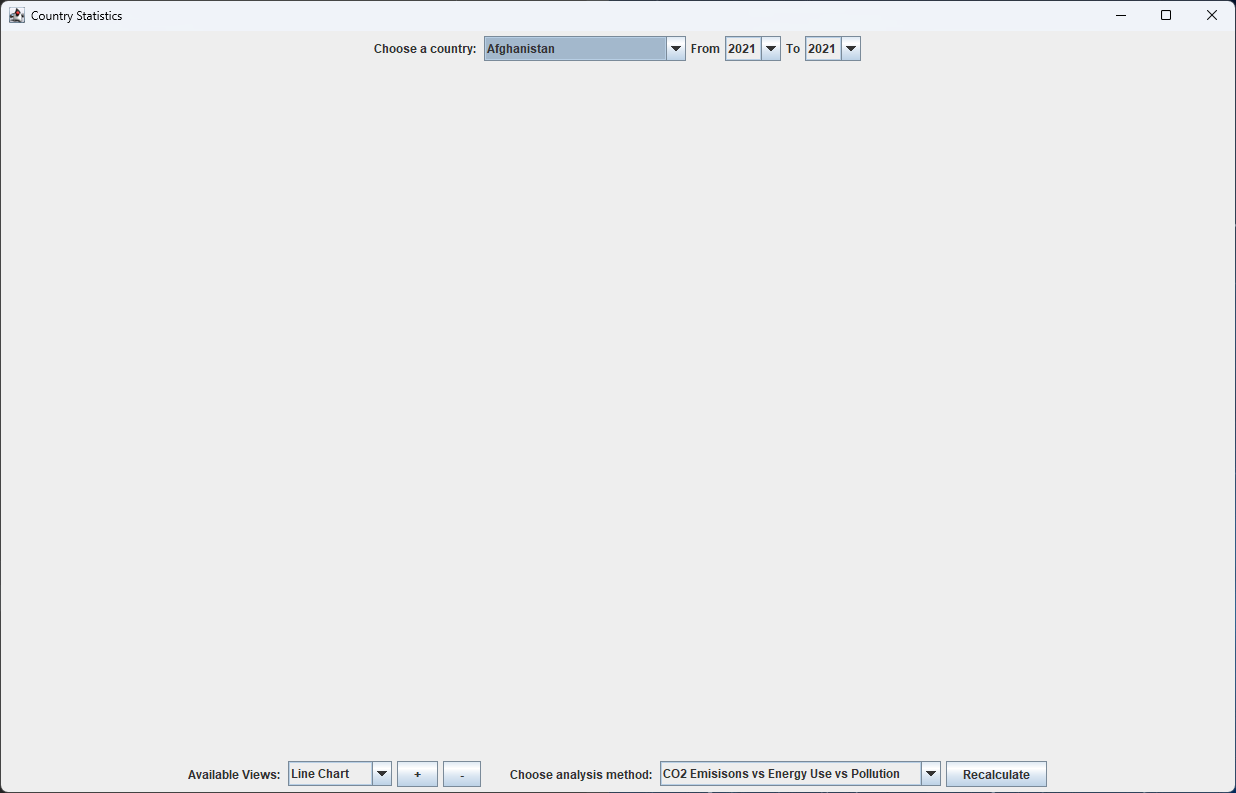 Country Statistics
Choose a country: Afghanistan From 2021 To 2021
Available Views: Line Chart + - Choose analysis method: CO2 Emisisons vs Energy Use vs Pollution Recalculate